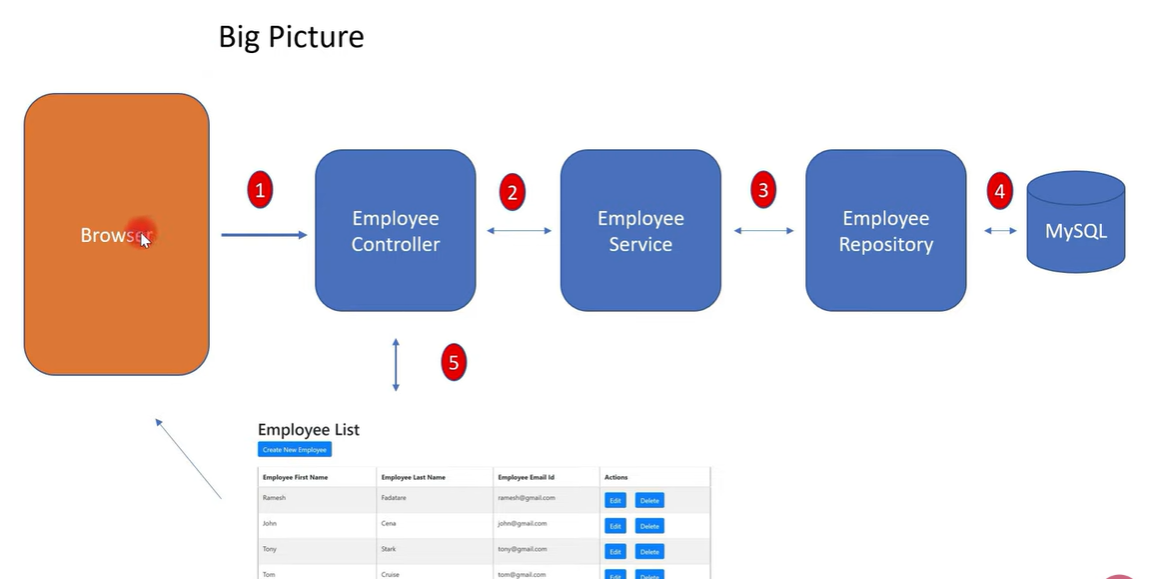 Big Picture
Browser
1
Employee
Controller
2
Employee
Service
3
Employee
Repository
4
MySQL
5
Employee List
Create New Employee
Employee First Name Employee Last Name Employee Email Id Actions
Ramesh Fadatare ramesh@gmail.com Edit Delete
John Cena john@gmail.com Edit Delete
Tony Stark tony@gmail.com Edit Delete
Tom Cruise tom@gmail.com Edit Delete